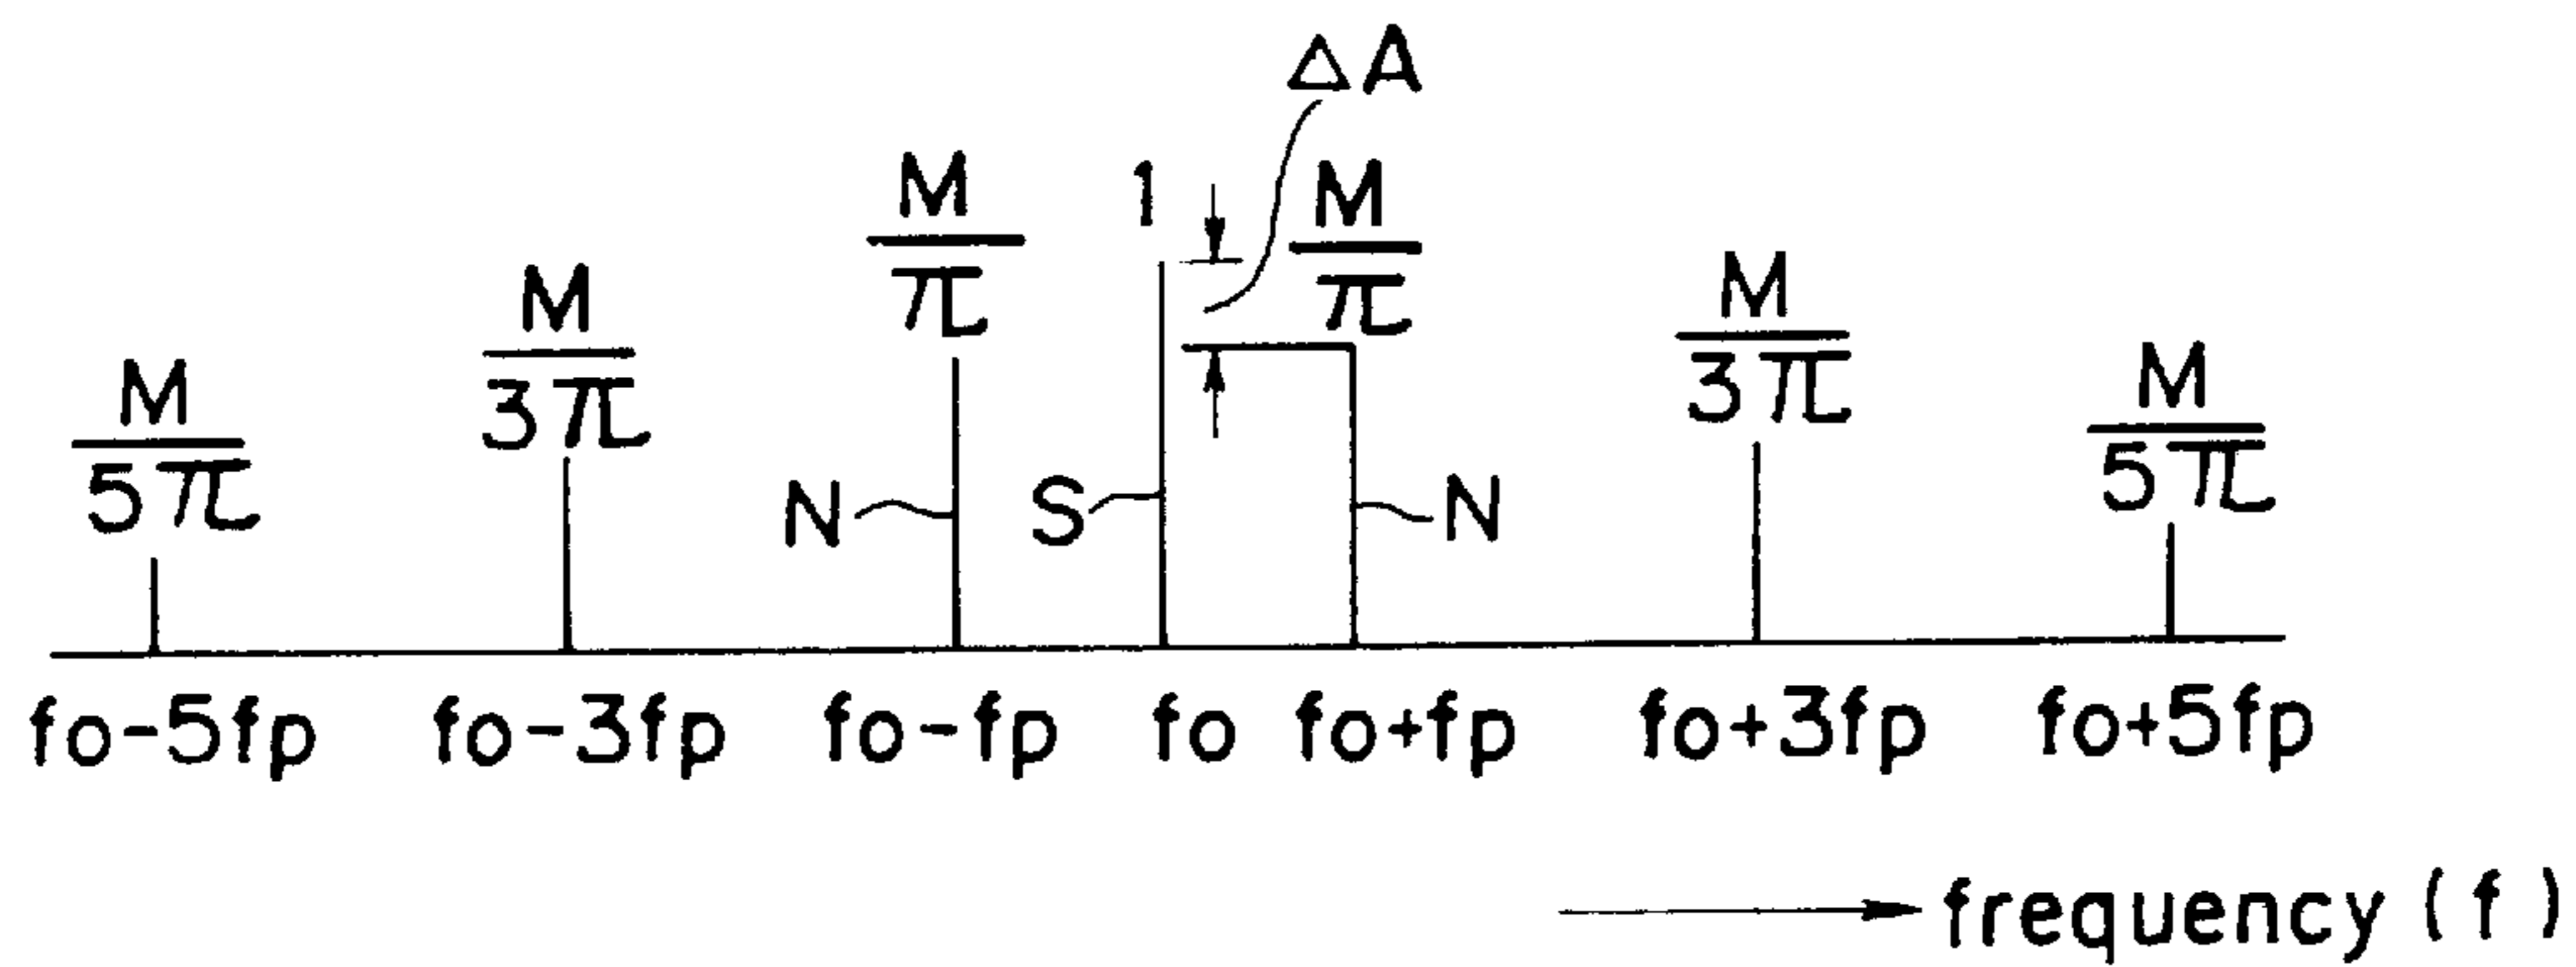 ΔA
M
5π
M
3π
M
π
1
M
π
M
3π
M
5π
N
S
N
fo-5fp
fo-3fp
fo-fp
fo
fo+fp
fo+3fp
fo+5fp
frequency (f)